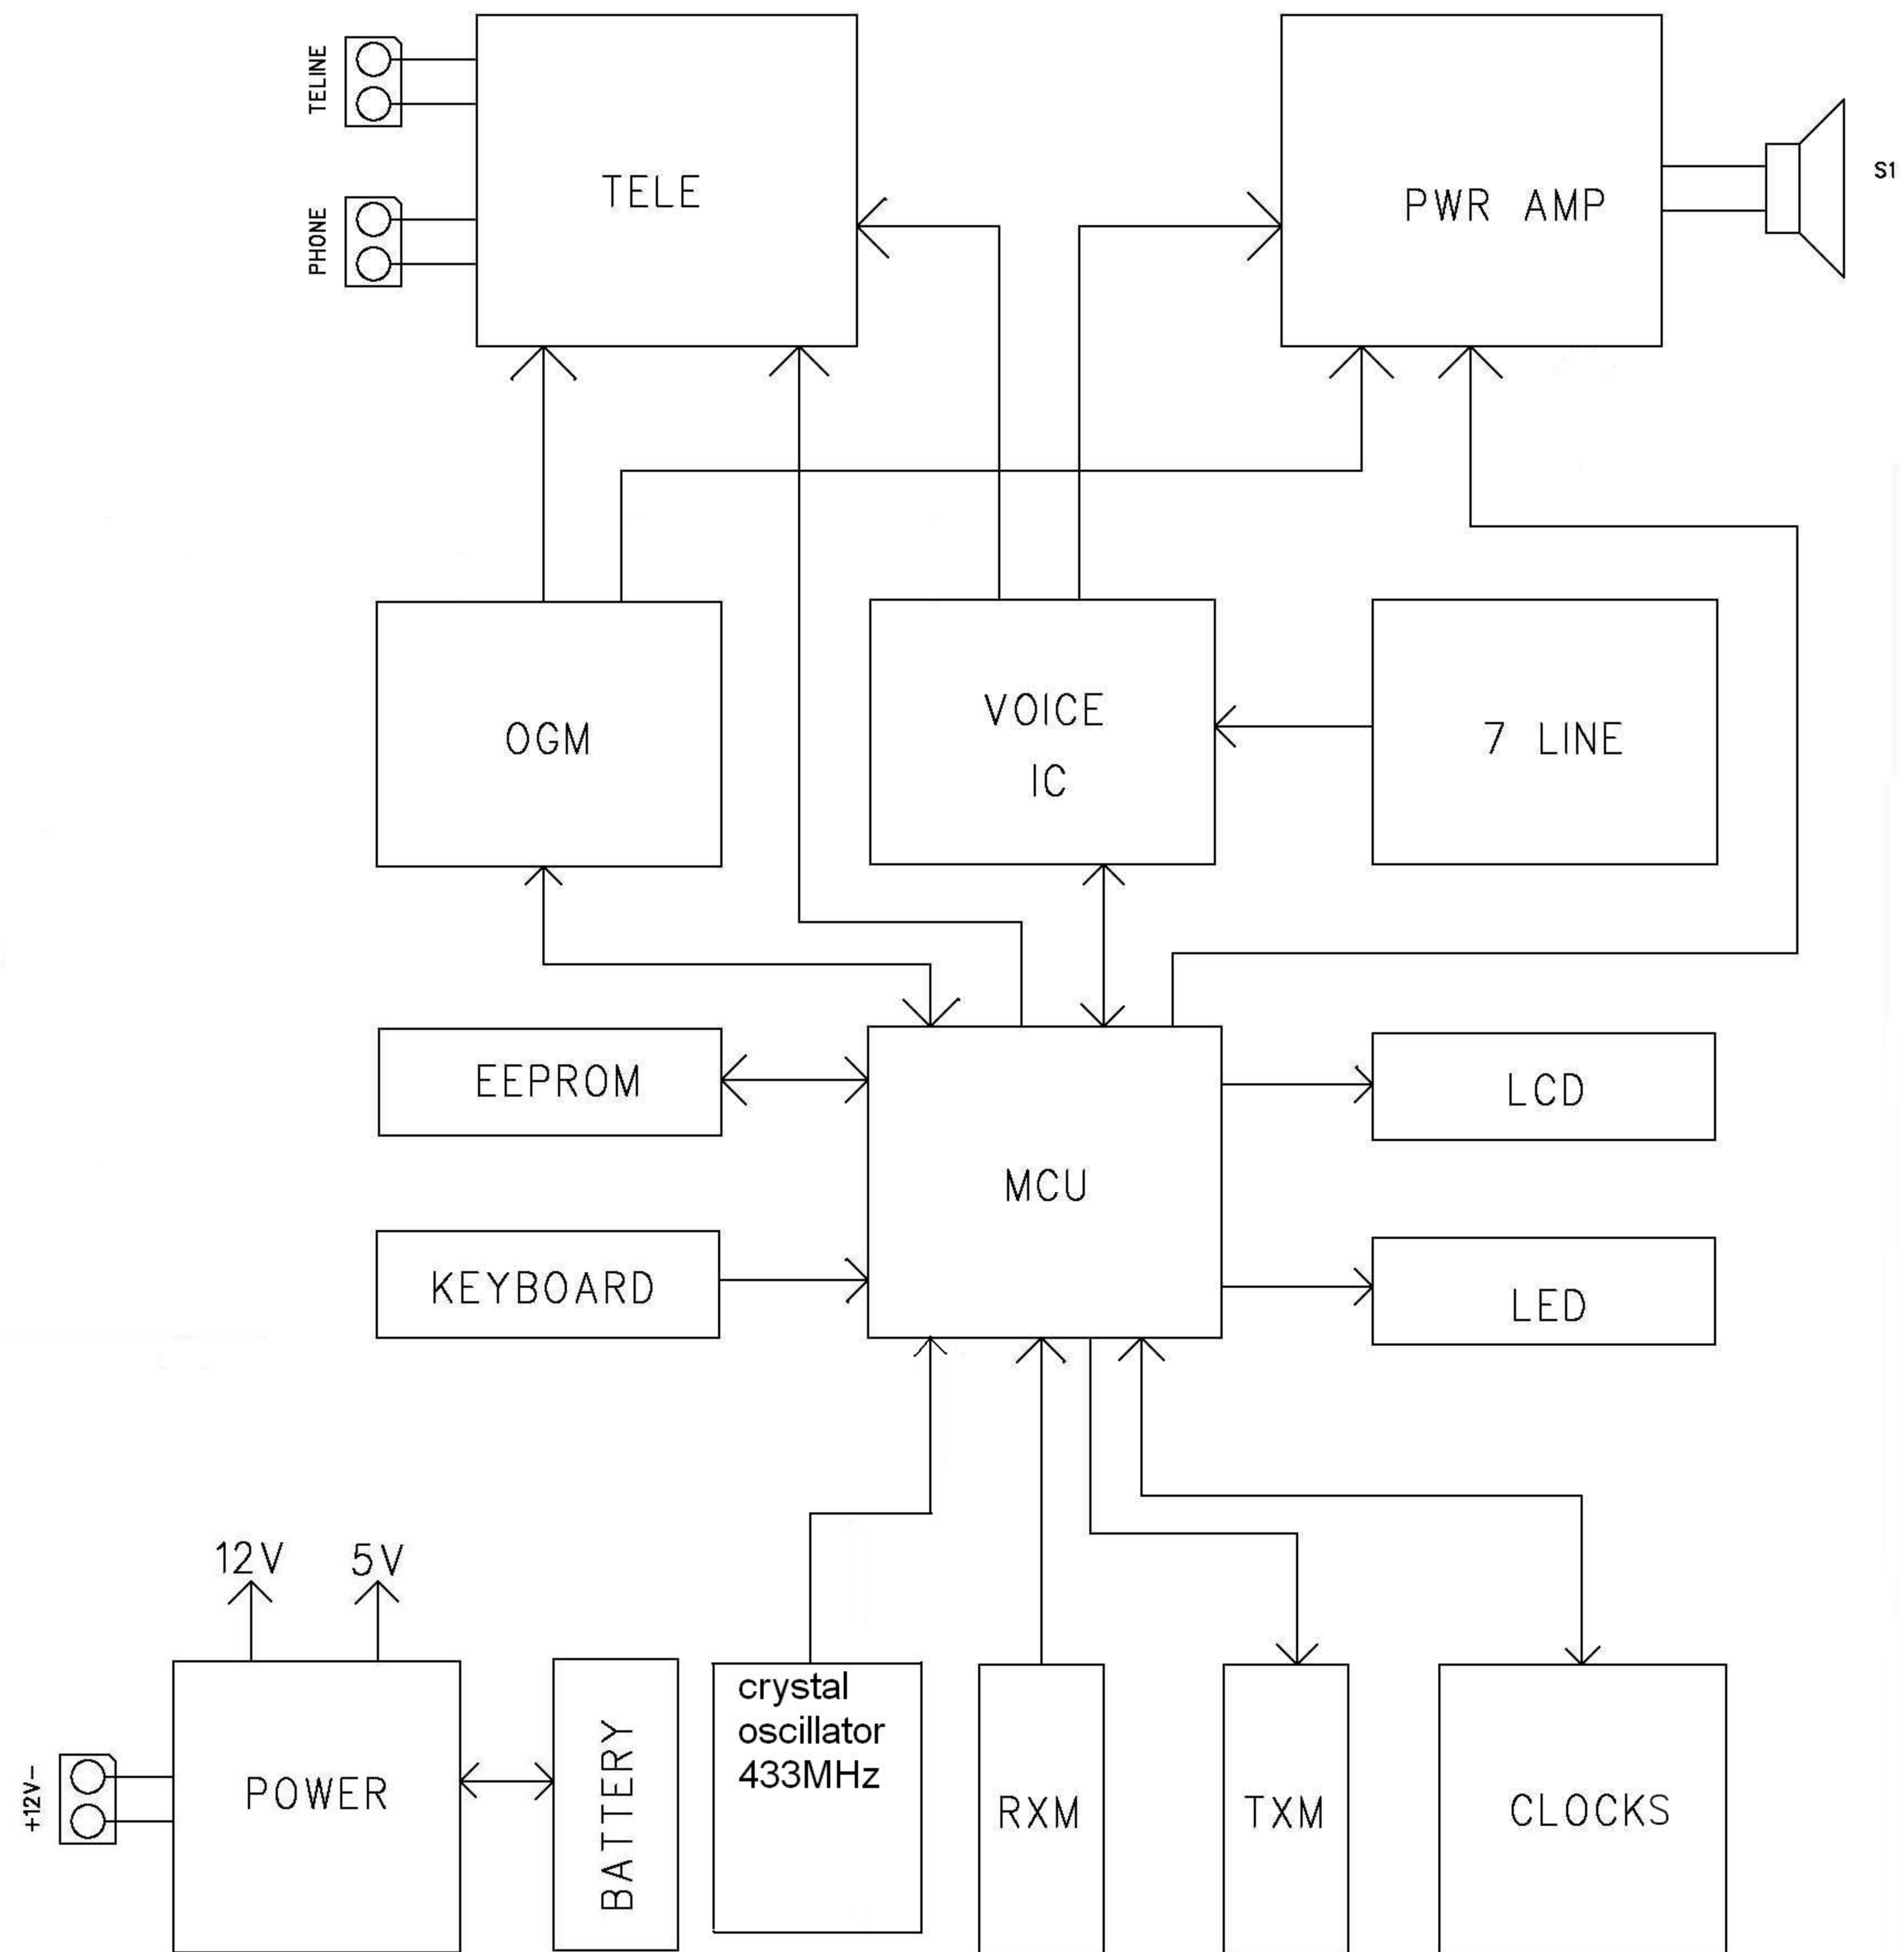 TELINE
PHONE
TELE
PWR AMP
S1
OGM
VOICE
IC
7 LINE
EEPROM
MCU
LCD
KEYBOARD
LED
12V
5V
+12V-
POWER
BATTERY
crystal
oscillator
433MHz
RXM
TXM
CLOCKS